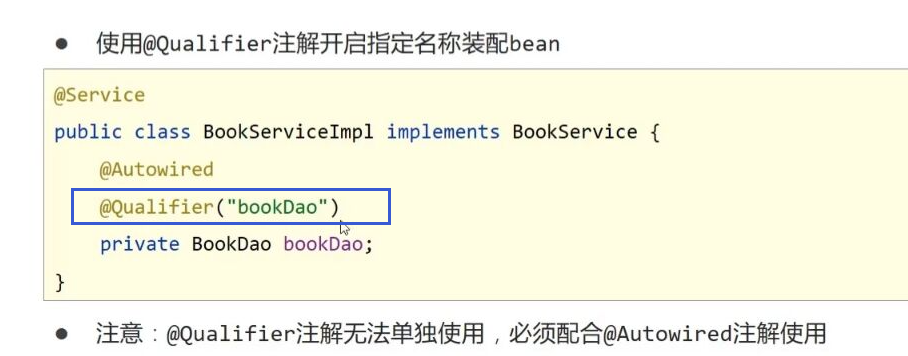 ● 使用@Qualifier注解开启指定名称装配bean
@Service
public class BookServiceImpl implements BookService {
    @Autowired
    @Qualifier("bookDao")
    private BookDao bookDao;
}
● 注意：@Qualifier注解无法单独使用，必须配合@Autowired注解使用